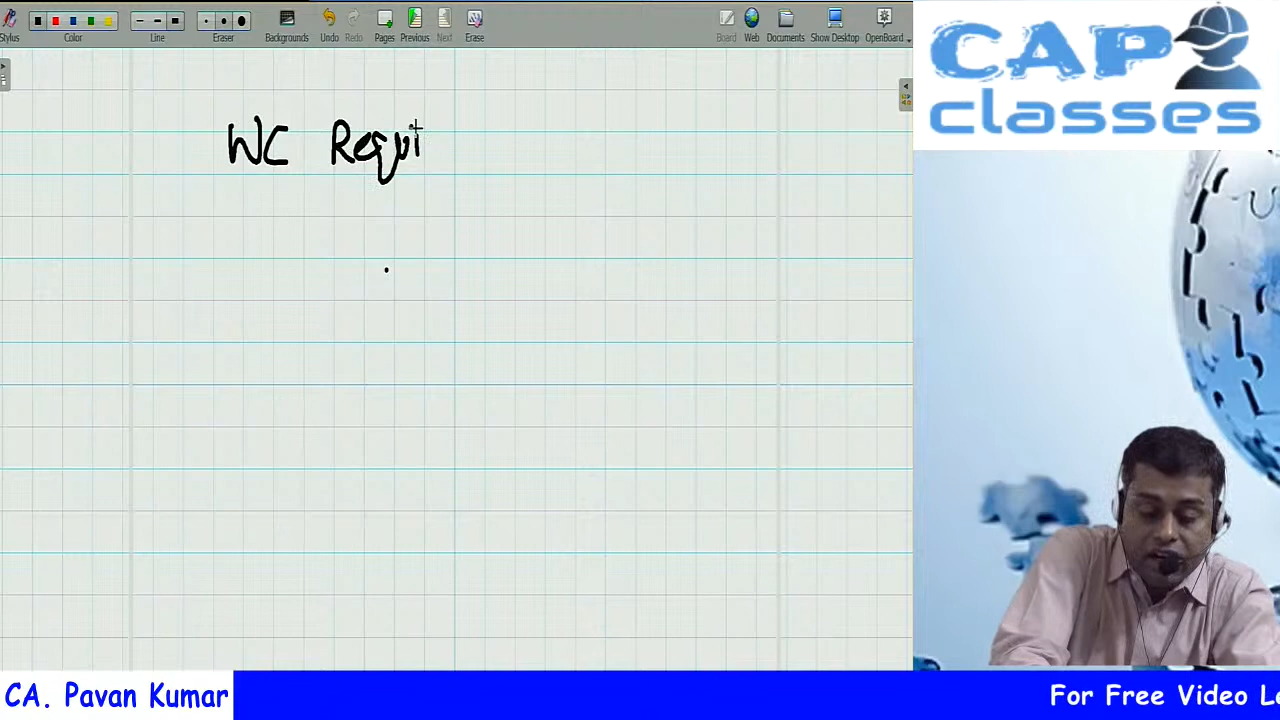 Stylus
Color
Line
Eraser
Backgrounds
Undo
Redo
Pages
Previous
Next
Erase
Board
Web
Documents
Show Desktop
OpenBoard
CAP
classes
WC Requi
CA. Pavan Kumar
For Free Video Le